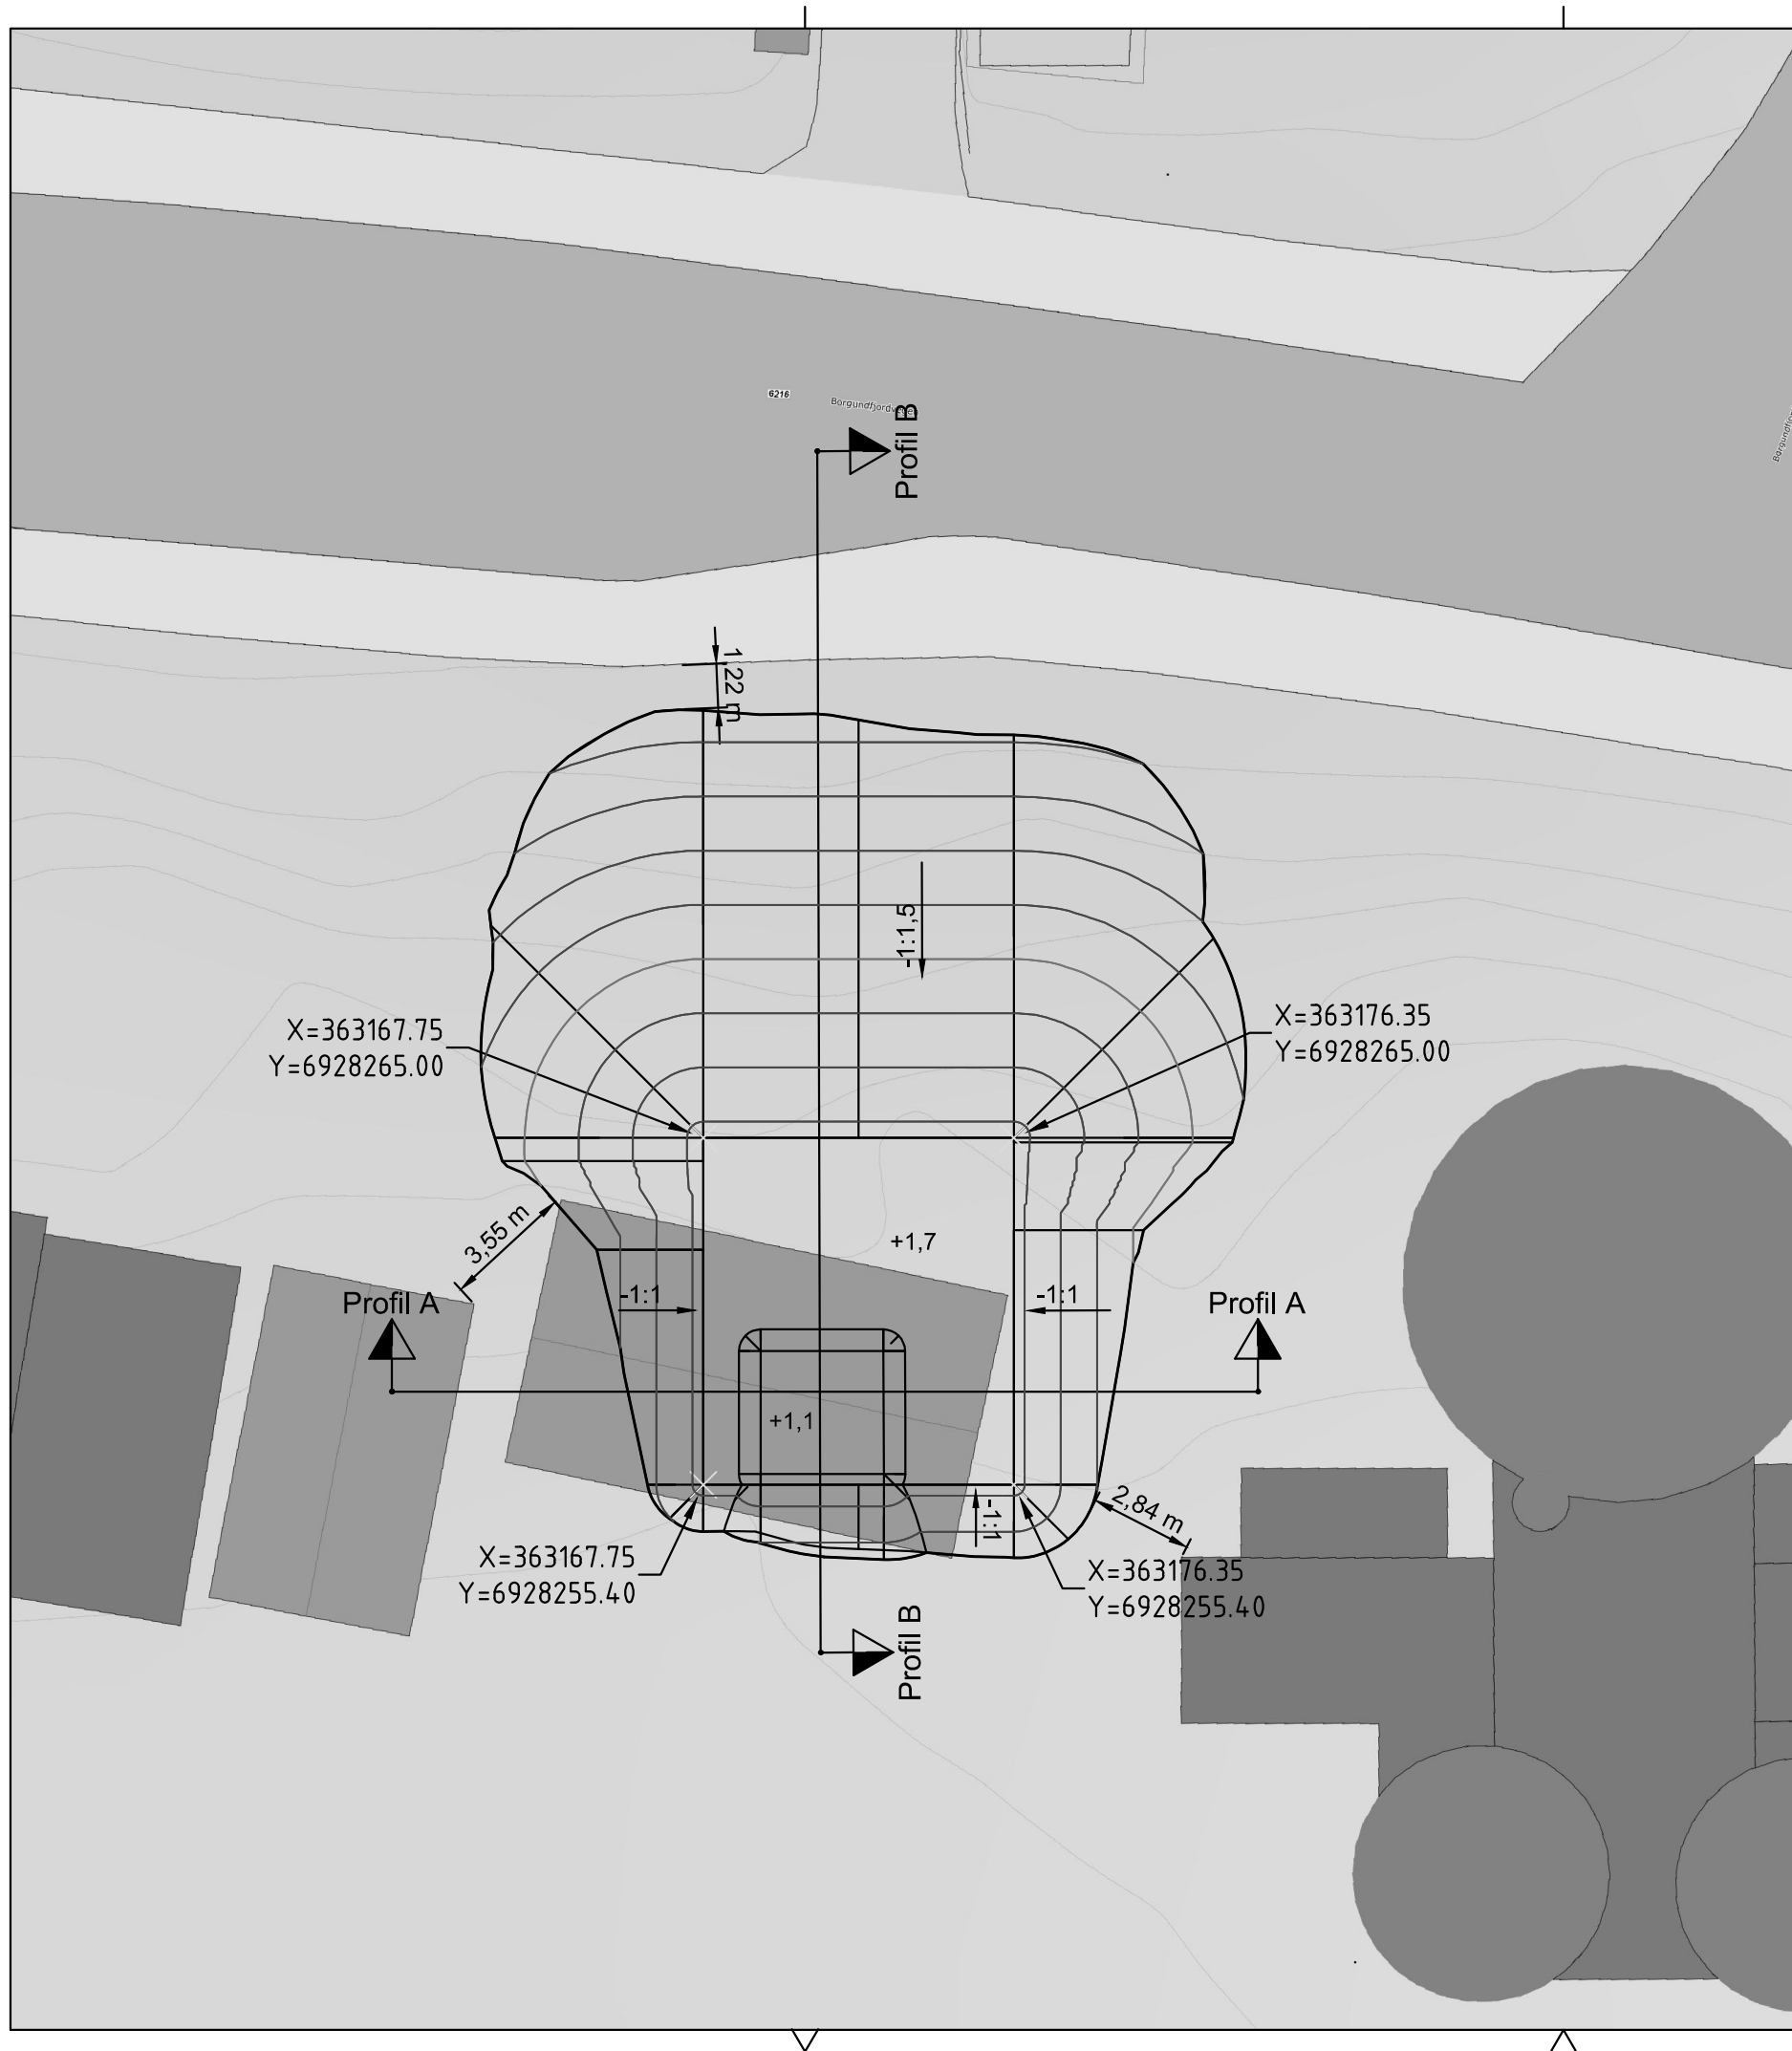 6216
Profil B
1,22 m
-1:1,5
X=363167.75
Y=6928265.00
X=363176.35
Y=6928265.00
3,55 m
+1,7
-1:1
-1:1
Profil A
Profil A
+1,1
-1:1
2,84 m
X=363167.75
Y=6928255.40
X=363176.35
Y=6928255.40
Profil B